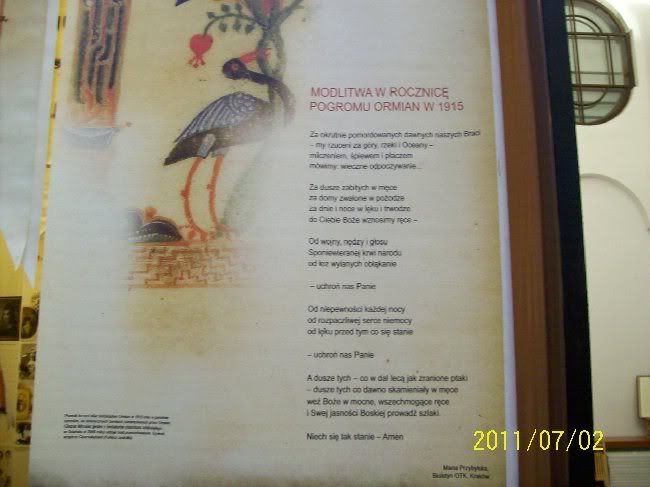 MODLITWA W ROCZNICĘ
POGROMU ORMIAN W 1915
Za okrutnie pomordowanych dawnych naszych Braci
– my rzuceni za góry, rzeki i Oceany –
milczeniem, śpiewem i płaczem
mówimy: wieczne odpoczywanie...
Za dusze zabitych w męce
za domy zwalone w pożodze
za dnie i noce w lęku i trwodze
do Ciebie Boże wznosimy ręce –
Od wojny, nędzy i głosu
Sponiewieranej krwi narodu
od łez wylanych obłąkanie
– uchroń nas Panie
Od niepewności każdej nocy
od rozpaczliwej serce niemocy
od lęku przed tym co się stanie
– uchroń nas Panie
A dusze tych – co w dal lecą jak zranione ptaki
– dusze tych co dawno skamieniały w męce
weź Boże w mocne, wszechmogące ręce
i Swej jasności Boskiej prowadź szlaki.
Niech się tak stanie – Amen
Maria Przybylska,
Biuletyn OTK, Kraków
2011/07/02